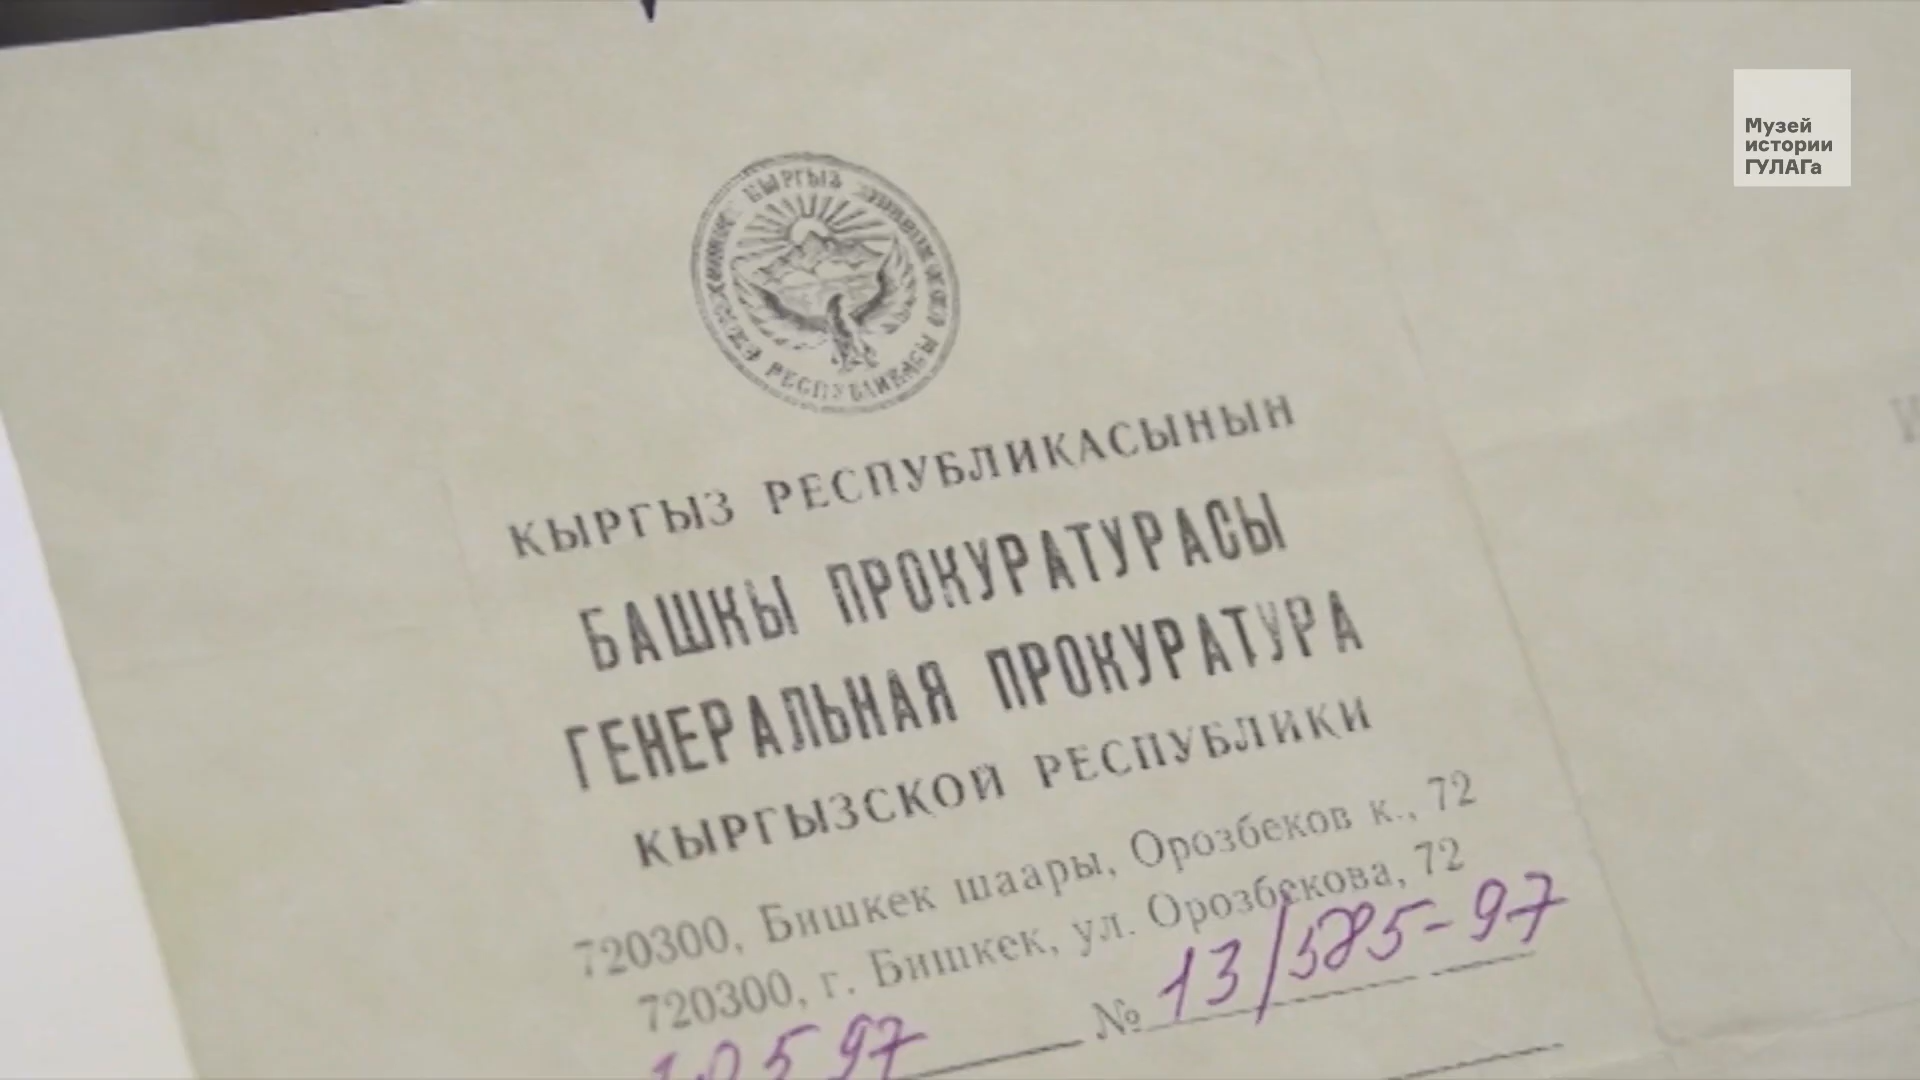 Музей
истории
ГУЛАГа
КЫРГЫЗ
РЕСПУБЛИКАСЫНЫН
БАШКЫ ПРОКУРАТУРАСЫ
ГЕНЕРАЛЬНАЯ ПРОКУРАТУРА
КЫРГЫЗСКОЙ РЕСПУБЛИКИ
720300, Бишкек шаары, Орозбеков к., 72
720300, г. Бишкек, ул. Орозбекова, 72
№ 13/585-97